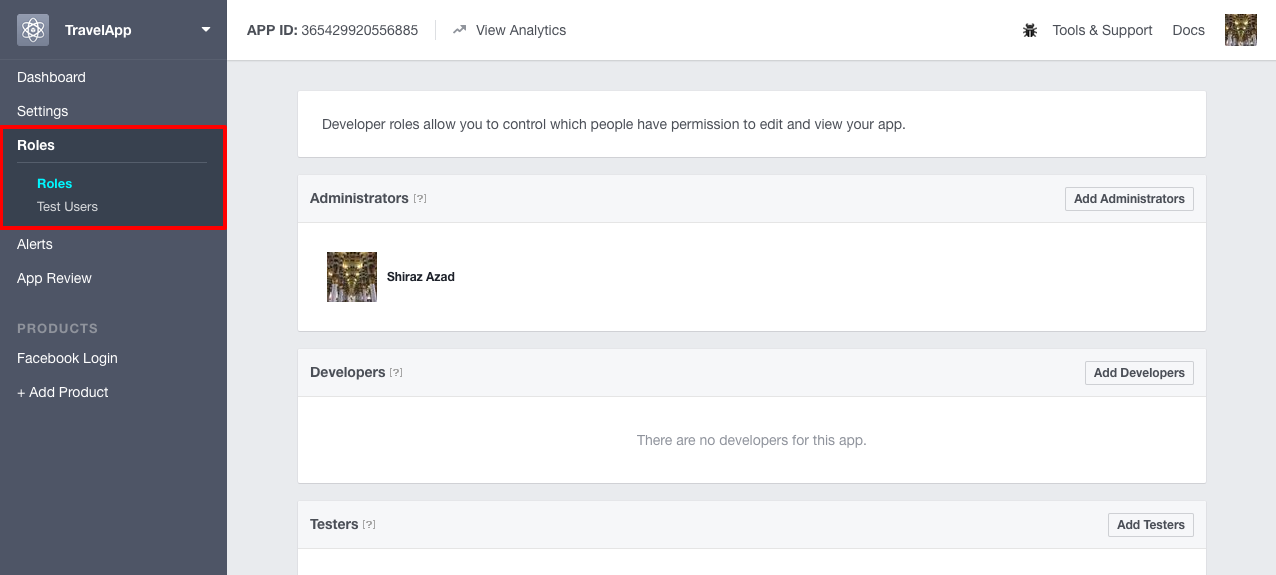 TravelApp
APP ID: 365429920556885
View Analytics
Tools & Support
Docs
Dashboard
Settings
Roles
Roles
Test Users
Alerts
App Review
PRODUCTS
Facebook Login
+ Add Product
Developer roles allow you to control which people have permission to edit and view your app.
Administrators [?]
Add Administrators
Shiraz Azad
Developers [?]
Add Developers
There are no developers for this app.
Testers [?]
Add Testers